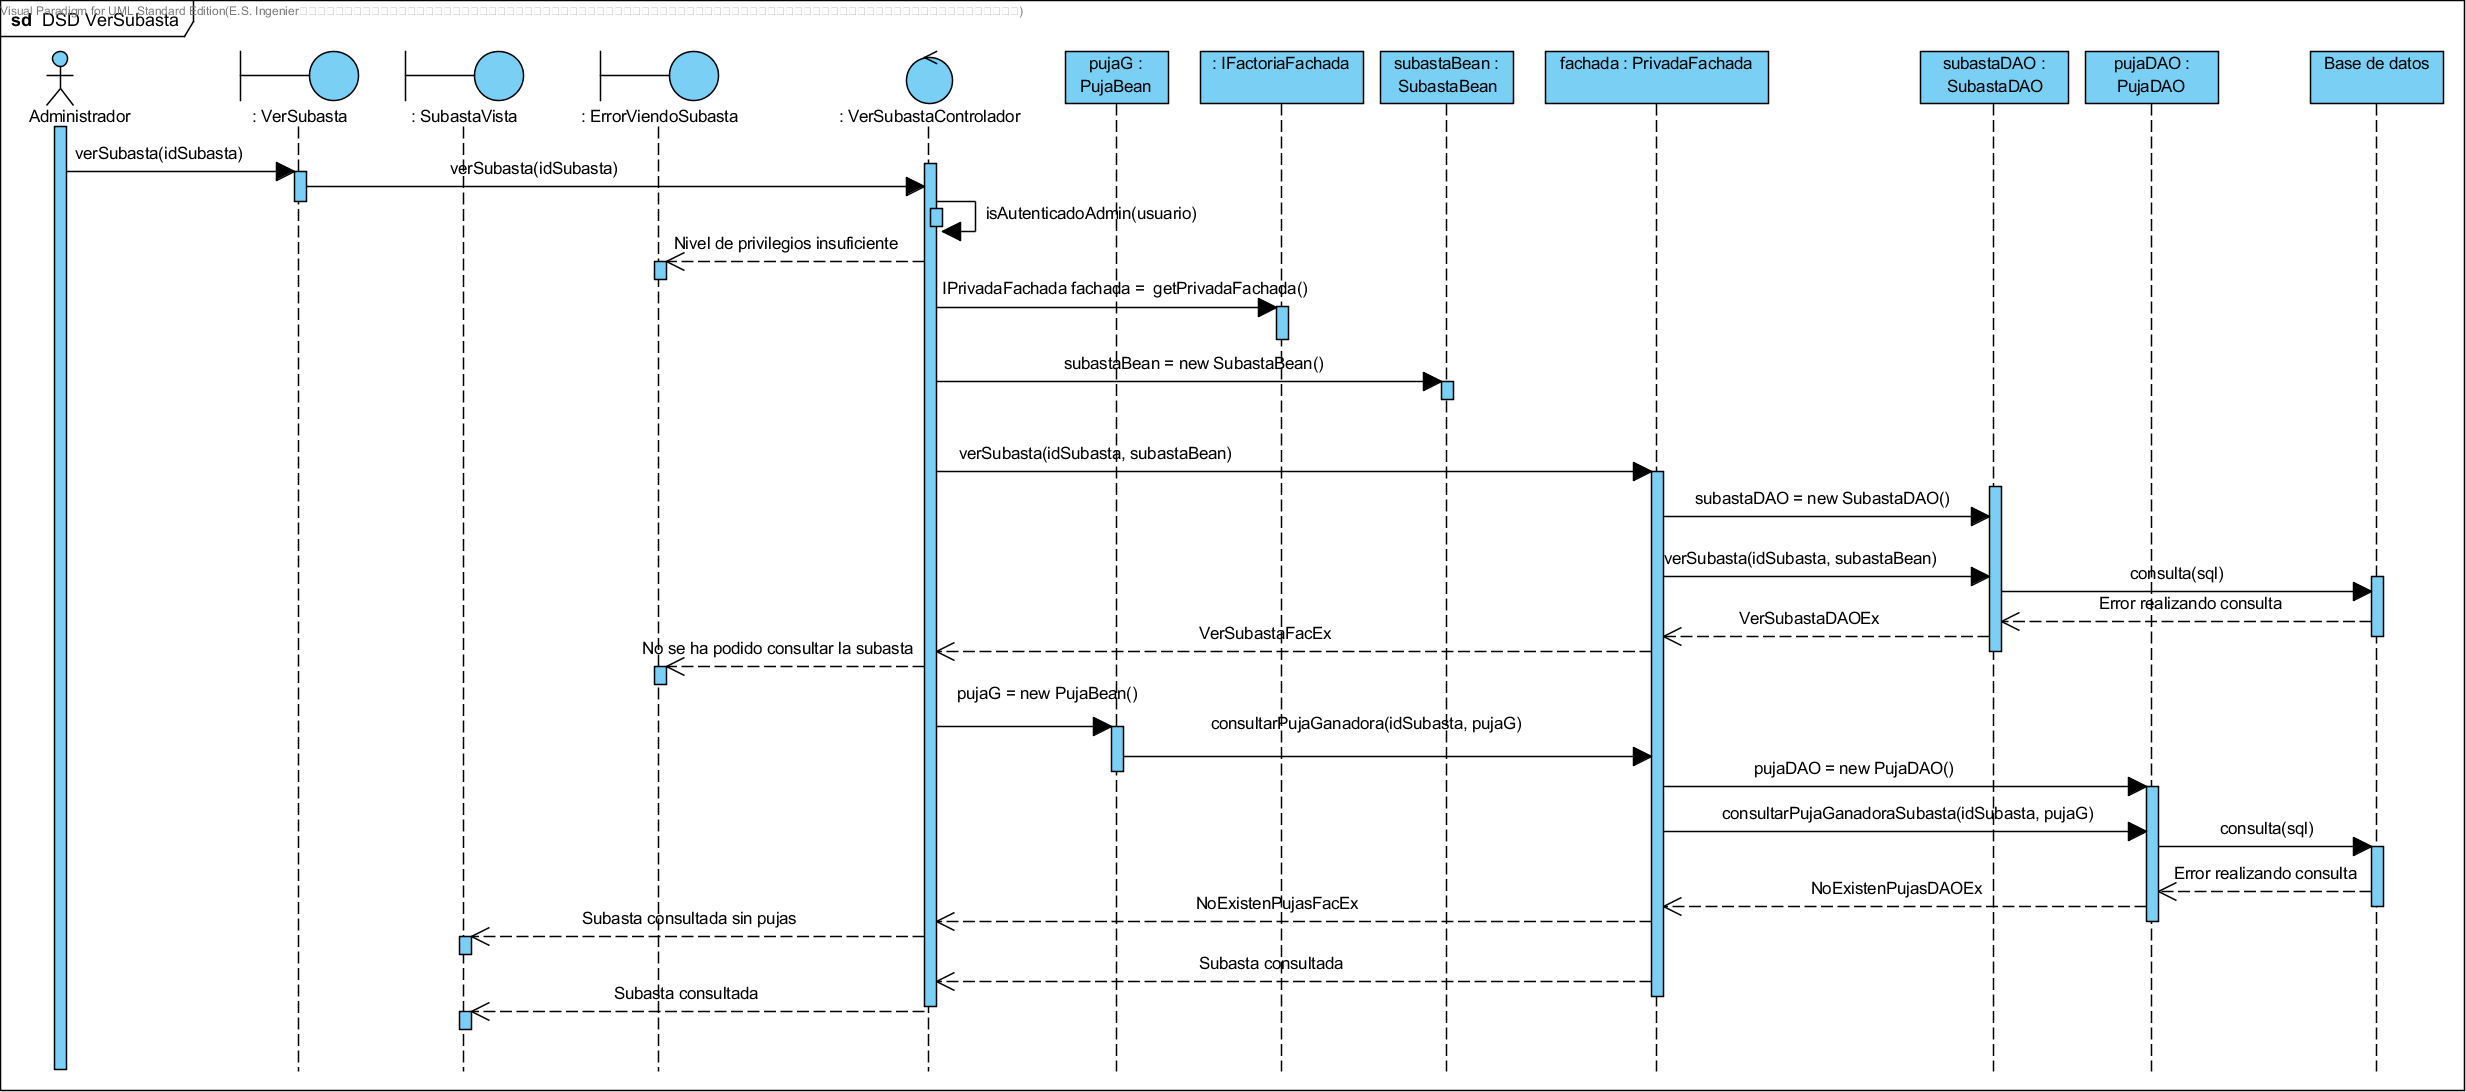 Visual Paradigm for UML Standard Edition(E.S. Ingenier
sd DSD VerSubasta
Administrador
: VerSubasta
: SubastaVista
: ErrorViendoSubasta
: VerSubastaControlador
pujaG :
PujaBean
: IFactoriaFachada
subastaBean :
SubastaBean
fachada : PrivadaFachada
subastaDAO :
SubastaDAO
pujaDAO :
PujaDAO
Base de datos
verSubasta(idSubasta)
verSubasta(idSubasta)
isAutenticadoAdmin(usuario)
Nivel de privilegios insuficiente
IPrivadaFachada fachada = getPrivadaFachada()
subastaBean = new SubastaBean()
verSubasta(idSubasta, subastaBean)
subastaDAO = new SubastaDAO()
verSubasta(idSubasta, subastaBean)
consulta(sql)
Error realizando consulta
VerSubastaDAOEx
VerSubastaFacEx
No se ha podido consultar la subasta
pujaG = new PujaBean()
consultarPujaGanadora(idSubasta, pujaG)
pujaDAO = new PujaDAO()
consultarPujaGanadoraSubasta(idSubasta, pujaG)
consulta(sql)
Error realizando consulta
NoExistenPujasDAOEx
NoExistenPujasFacEx
Subasta consultada sin pujas
Subasta consultada
Subasta consultada